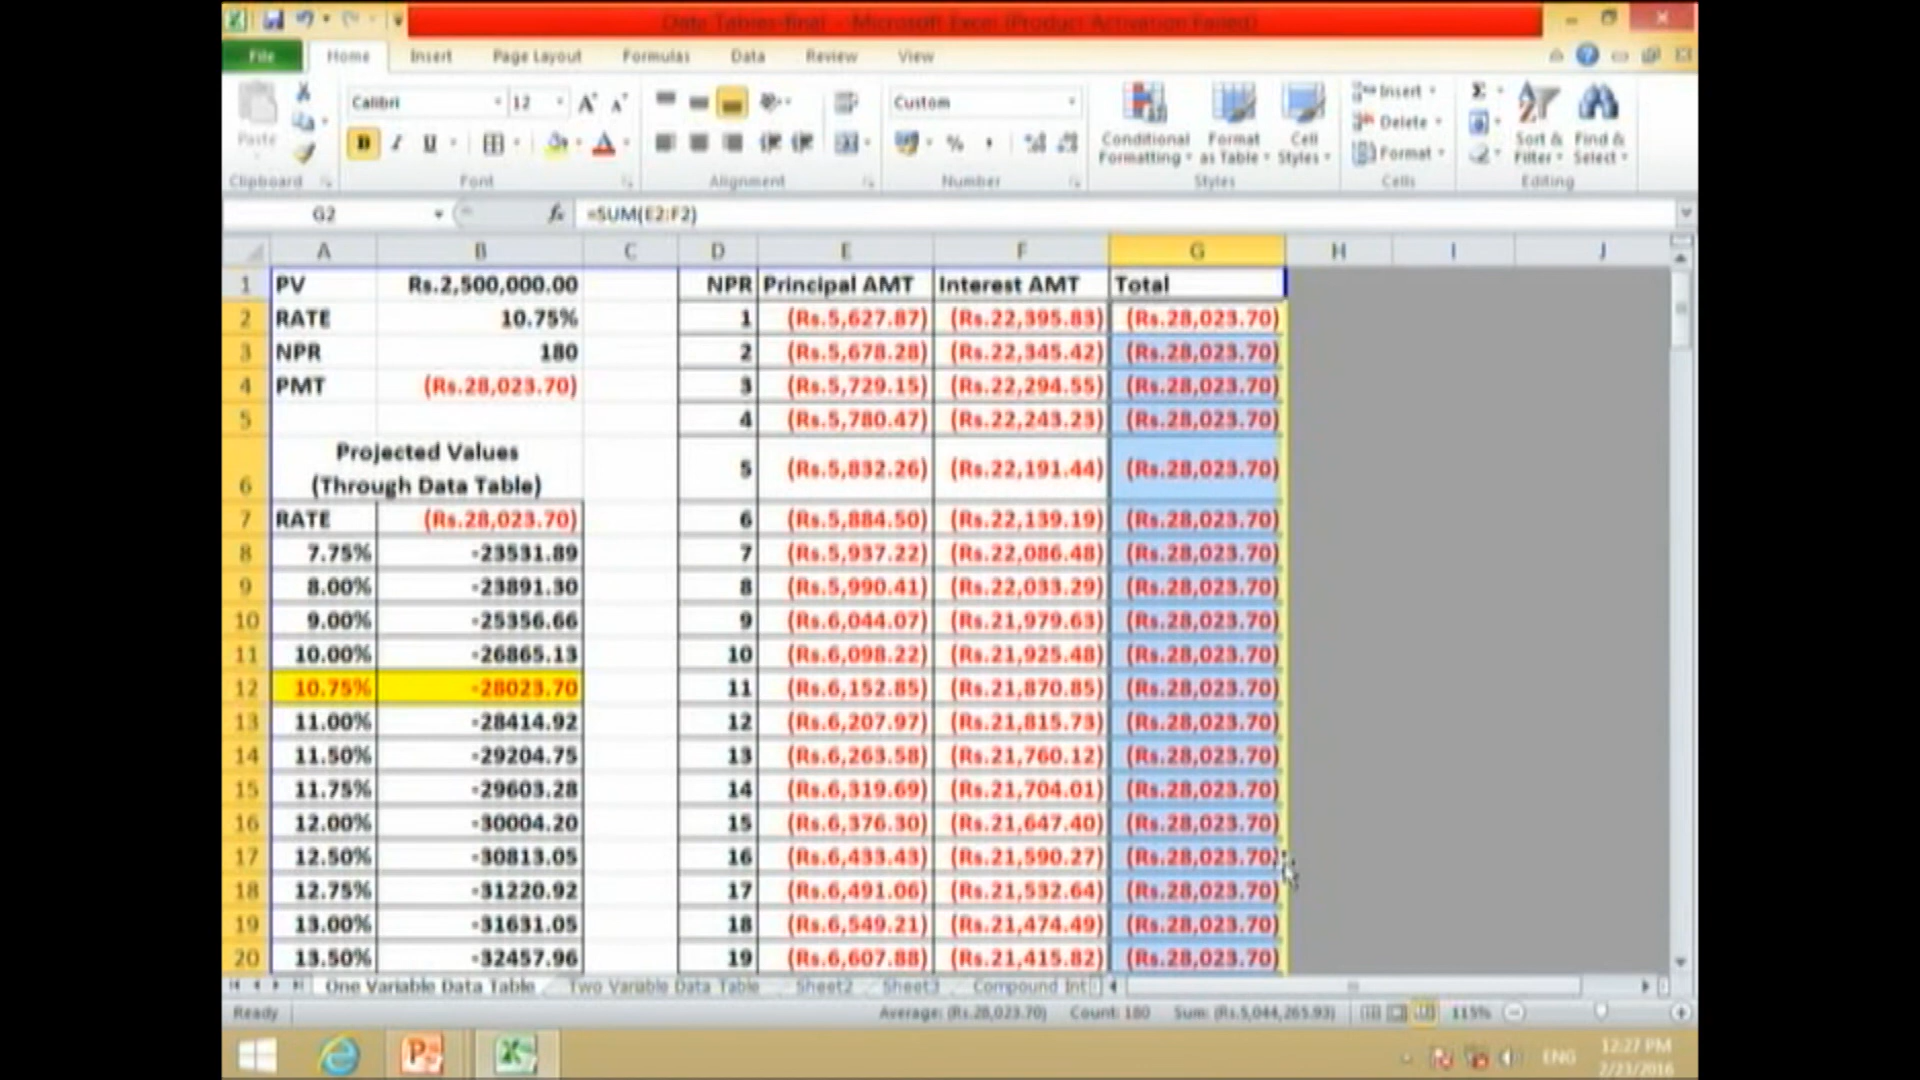 Data Tables-final - Microsoft Excel (Product Activation Failed)
File Home Insert Page Layout Formulas Data Review View
Calibri 12 Custom
Paste Conditional Format Cell Insert Delete Format Sort & Find &
Formatting as Table Styles Filter Select
Clipboard Font Alignment Number Styles Cells Editing
G2 fx =SUM(E2:F2)
A B C D E F G H I J
1 PV Rs.2,500,000.00 NPR Principal AMT Interest AMT Total
2 RATE 10.75% 1 (Rs.5,627.87) (Rs.22,395.83) (Rs.28,023.70)
3 NPR 180 2 (Rs.5,678.28) (Rs.22,345.42) (Rs.28,023.70)
4 PMT (Rs.28,023.70) 3 (Rs.5,729.15) (Rs.22,294.55) (Rs.28,023.70)
5 4 (Rs.5,780.47) (Rs.22,243.23) (Rs.28,023.70)
Projected Values
6 (Through Data Table) 5 (Rs.5,832.26) (Rs.22,191.44) (Rs.28,023.70)
7 RATE (Rs.28,023.70) 6 (Rs.5,884.50) (Rs.22,139.19) (Rs.28,023.70)
8 7.75% -23531.89 7 (Rs.5,937.22) (Rs.22,086.48) (Rs.28,023.70)
9 8.00% -23891.30 8 (Rs.5,990.41) (Rs.22,033.29) (Rs.28,023.70)
10 9.00% -25356.66 9 (Rs.6,044.07) (Rs.21,979.63) (Rs.28,023.70)
11 10.00% -26865.13 10 (Rs.6,098.22) (Rs.21,925.48) (Rs.28,023.70)
12 10.75% -28023.70 11 (Rs.6,152.85) (Rs.21,870.85) (Rs.28,023.70)
13 11.00% -28414.92 12 (Rs.6,207.97) (Rs.21,815.73) (Rs.28,023.70)
14 11.50% -29204.75 13 (Rs.6,263.58) (Rs.21,760.12) (Rs.28,023.70)
15 11.75% -29603.28 14 (Rs.6,319.69) (Rs.21,704.01) (Rs.28,023.70)
16 12.00% -30004.20 15 (Rs.6,376.30) (Rs.21,647.40) (Rs.28,023.70)
17 12.50% -30813.05 16 (Rs.6,433.43) (Rs.21,590.27) (Rs.28,023.70)
18 12.75% -31220.92 17 (Rs.6,491.06) (Rs.21,532.64) (Rs.28,023.70)
19 13.00% -31631.05 18 (Rs.6,549.21) (Rs.21,474.49) (Rs.28,023.70)
20 13.50% -32457.96 19 (Rs.6,607.88) (Rs.21,415.82) (Rs.28,023.70)
One Variable Data Table Two Variable Data Table Sheet2 Sheet3 Compound Int
Ready Average: (Rs.28,023.70) Count: 180 Sum: (Rs.5,044,265.93) 115%
ENG 12:27 PM
2/23/2016